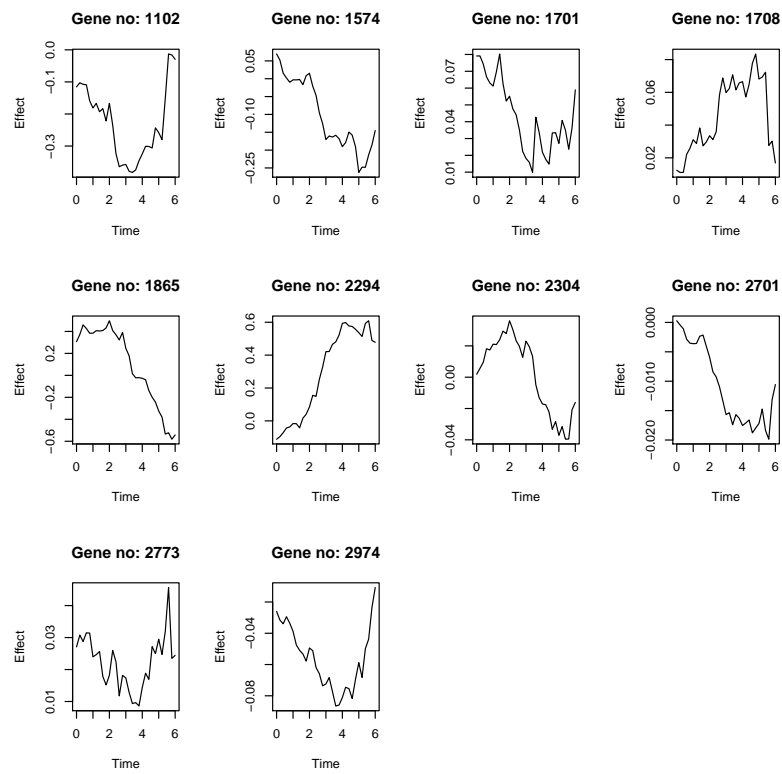 Gene no: 1102
Effect
0.0
−0.1
−0.3
0 2 4 6
Time
Gene no: 1574
Effect
0.05
−0.10
−0.25
0 2 4 6
Time
Gene no: 1701
Effect
0.07
0.04
0.01
0 2 4 6
Time
Gene no: 1708
Effect
0.06
0.02
0 2 4 6
Time
Gene no: 1865
Effect
0.2
−0.2
−0.6
0 2 4 6
Time
Gene no: 2294
Effect
0.6
0.4
0.2
0.0
0 2 4 6
Time
Gene no: 2304
Effect
0.00
−0.04
0 2 4 6
Time
Gene no: 2701
Effect
0.000
−0.010
−0.020
0 2 4 6
Time
Gene no: 2773
Effect
0.03
0.01
0 2 4 6
Time
Gene no: 2974
Effect
−0.04
−0.08
0 2 4 6
Time